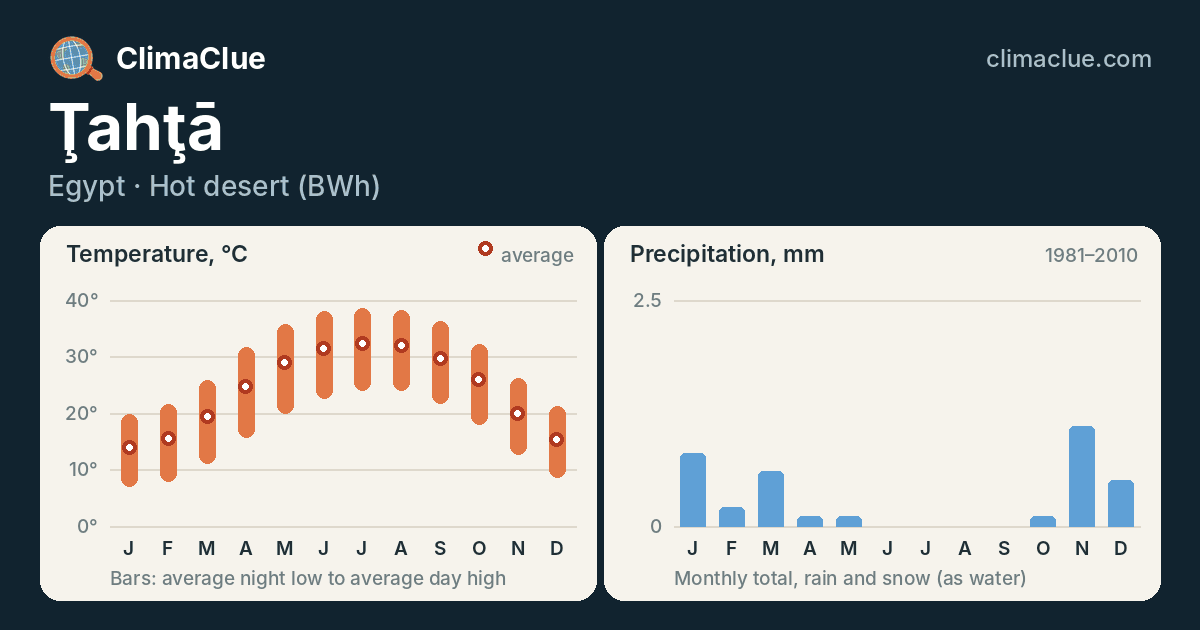 ClimaClue
climaclue.com
Ţahţā
Egypt · Hot desert (BWh)
Temperature, °C
average
40°
30°
20°
10°
0°
J F M A M J J A S O N D
Bars: average night low to average day high
Precipitation, mm
1981–2010
2.5
0
J F M A M J J A S O N D
Monthly total, rain and snow (as water)